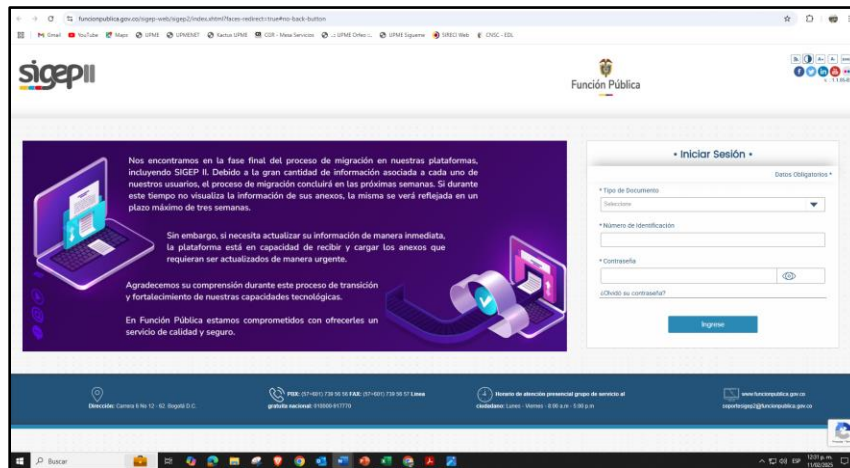 funcionpublica.gov.co/sigep-web/sigep2/index.xhtml?faces-redirect=true#no-back-button
Gmail YouTube Maps UPME UPMENET Kactus UPME CGR - Mesa Servicios UPME Sigueme SIRECI Web CNSC - EDL
sigepII
Función Pública
A+ A-
• Iniciar Sesión •
Datos Obligatorios *
* Tipo de Documento
Seleccione
* Número de Identificación
* Contraseña
¿Olvidó su contraseña?
Ingrese
Nos encontramos en la fase final del proceso de migración en nuestras plataformas,
incluyendo SIGEP II. Debido a la gran cantidad de información asociada a cada uno de
nuestros usuarios, el proceso de migración concluirá en las próximas semanas. Si durante
este tiempo no visualiza la información de sus anexos, la misma se verá reflejada en un
plazo máximo de tres semanas.
Sin embargo, si necesita actualizar su información de manera inmediata,
la plataforma está en capacidad de recibir y cargar los anexos que
requieran ser actualizados de manera urgente.
Agradecemos su comprensión durante este proceso de transición
y fortalecimiento de nuestras capacidades tecnológicas.
En Función Pública estamos comprometidos con ofrecerles un
servicio de calidad y seguro.
Dirección: Carrera 6 No 12 - 62. Bogotá D.C.
PBX: (57+601) 739 56 56 FAX: (57+601) 739 56 57 Línea
gratuita nacional: 018000-917770
Horario de atención presencial grupo de servicio al
ciudadano: Lunes - Viernes - 8:00 a.m - 5:00 p.m
www.funcionpublica.gov.co
soportesigep2@funcionpublica.gov.co
Buscar
ESP
12:01 p. m.
11/02/2025